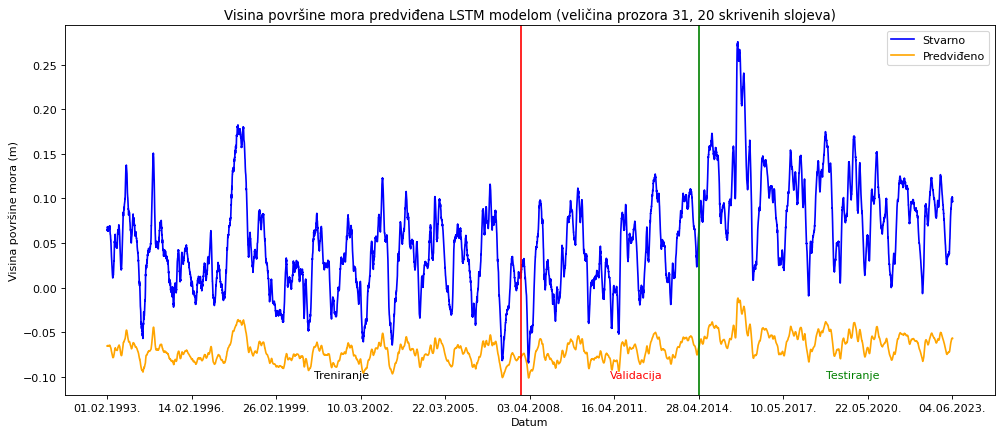 Visina površine mora predviđena LSTM modelom (veličina prozora 31, 20 skrivenih slojeva)
Stvarno
Predviđeno
Visina površine mora (m)
0.25
0.20
0.15
0.10
0.05
0.00
−0.05
−0.10
Treniranje
Validacija
Testiranje
01.02.1993.
14.02.1996.
26.02.1999.
10.03.2002.
22.03.2005.
03.04.2008.
16.04.2011.
28.04.2014.
10.05.2017.
22.05.2020.
04.06.2023.
Datum